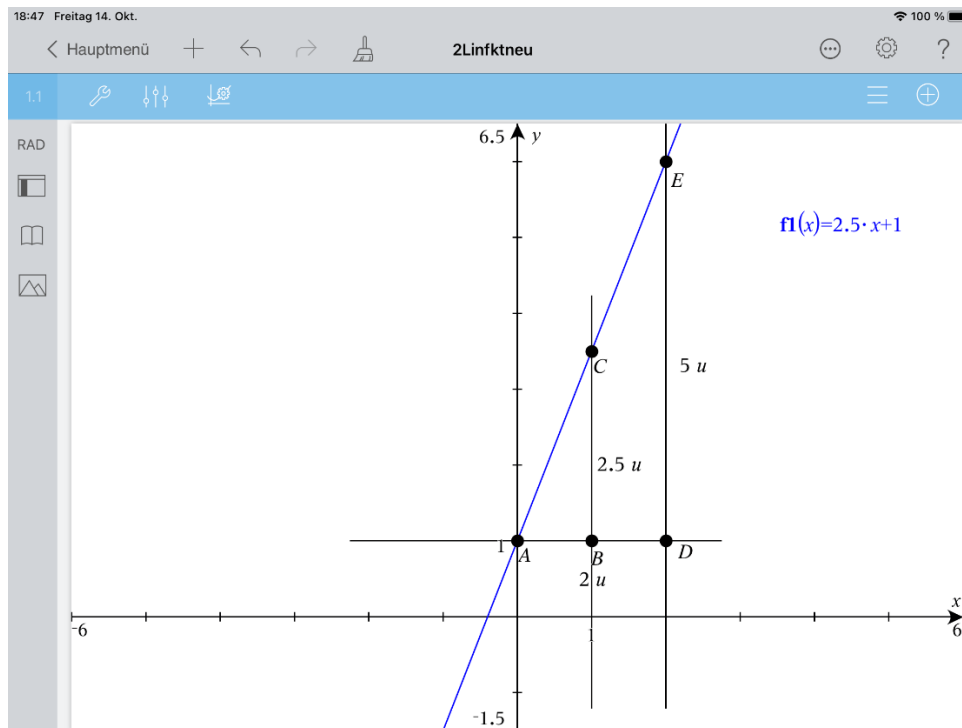 18:47 Freitag 14. Okt. 100 %
Hauptmenü 2Linfktneu ?
1.1
RAD
6.5 y
E
f1(x)=2.5·x+1
C
5 u
2.5 u
1 A B D
2 u
x
-6 1 6
-1.5